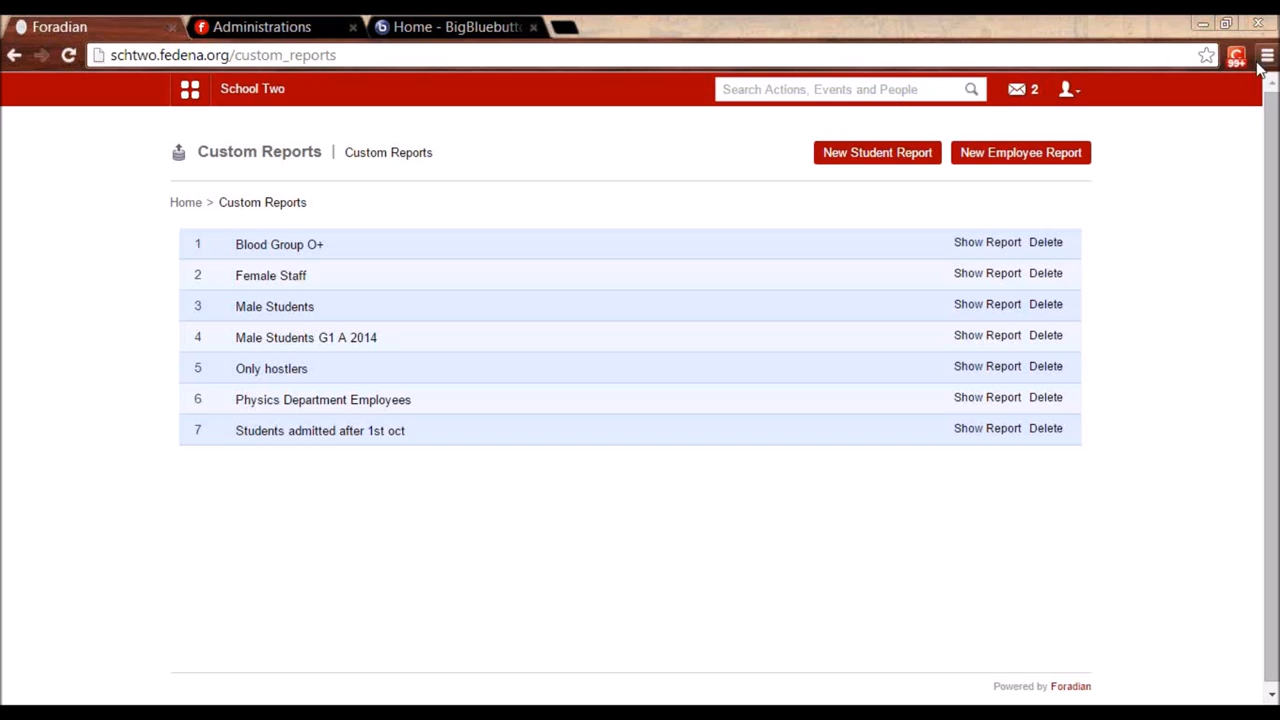 Foradian
Administrations
Home - BigBluebutt
schtwo.fedena.org/custom_reports
99+
School Two
Search Actions, Events and People
2
Custom Reports | Custom Reports
New Student Report
New Employee Report
Home > Custom Reports
1 Blood Group O+ Show Report Delete
2 Female Staff Show Report Delete
3 Male Students Show Report Delete
4 Male Students G1 A 2014 Show Report Delete
5 Only hostlers Show Report Delete
6 Physics Department Employees Show Report Delete
7 Students admitted after 1st oct Show Report Delete
Powered by Foradian